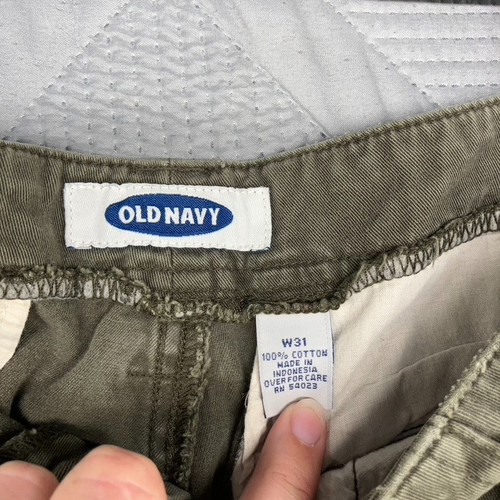 OLD NAVY
W31
100% COTTON
MADE IN
INDONESIA
OVER FOR CARE
RN 54023